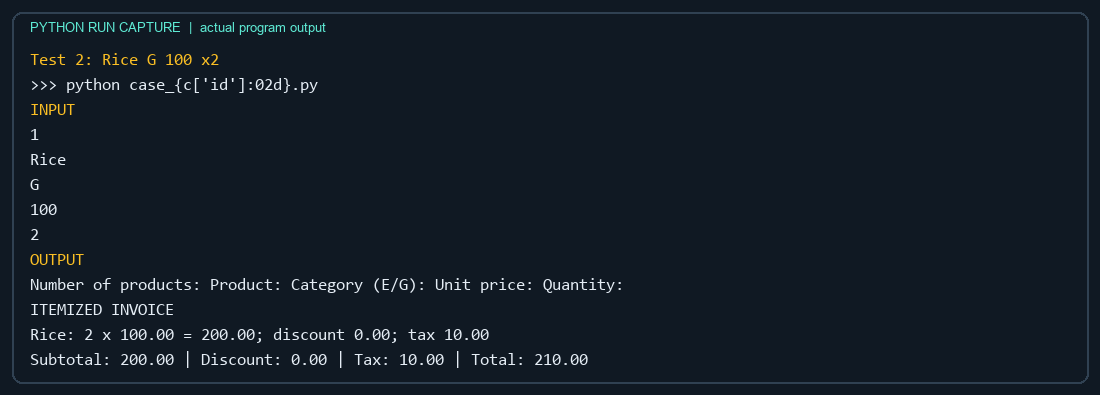 PYTHON RUN CAPTURE | actual program output
Test 2: Rice G 100 x2
>>> python case_{c['id']:02d}.py
INPUT
1
Rice
G
100
2
OUTPUT
Number of products: Product: Category (E/G): Unit price: Quantity:
ITEMIZED INVOICE
Rice: 2 x 100.00 = 200.00; discount 0.00; tax 10.00
Subtotal: 200.00 | Discount: 0.00 | Tax: 10.00 | Total: 210.00